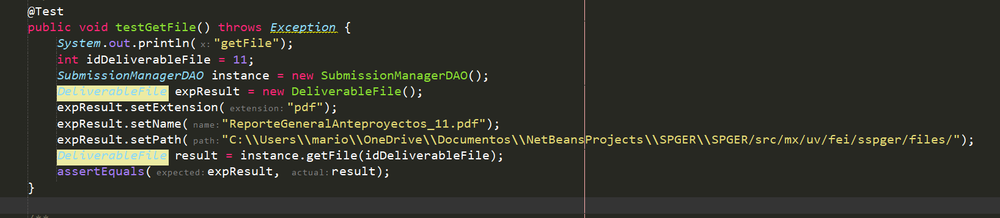 @Test
public void testGetFile() throws Exception {
System.out.println( x: "getFile");
int idDeliverableFile = 11;
SubmissionManagerDAO instance = new SubmissionManagerDAO();
DeliverableFile expResult = new DeliverableFile();
expResult.setExtension( extension: "pdf");
expResult.setName( name: "ReporteGeneralAnteproyectos_11.pdf");
expResult.setPath( path: "C:\\Users\\mario\\OneDrive\\Documentos\\NetBeansProjects\\SPGER\\SPGER/src/mx/uv/fei/sspger/files/");
DeliverableFile result = instance.getFile(idDeliverableFile);
assertEquals( expected: expResult, actual: result);
}
/**